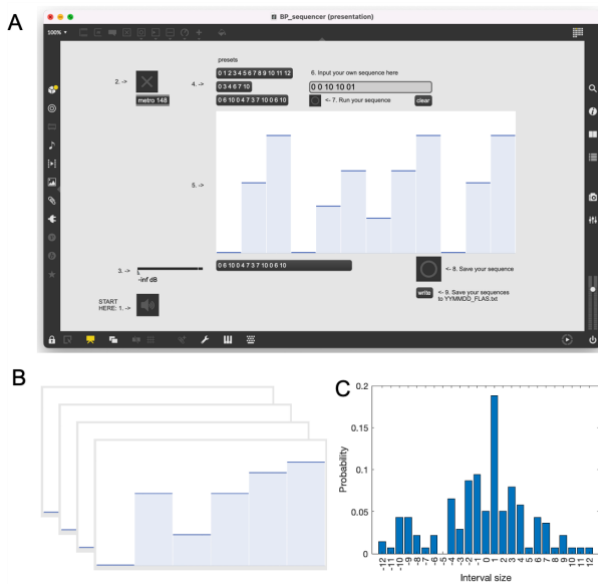 A
BP_sequencer (presentation)
100%
presets
2. ->
4. ->
0 1 2 3 4 5 6 7 8 9 10 11 12
6. Input your own sequence here
0 3 4 6 7 10
0 0 10 10 01
metro 148
0 6 10 0 4 7 3 7 10 0 6 10
<- 7. Run your sequence
clear
5. ->
3. ->
0 6 10 0 4 7 3 7 10 0 6 10
<- 8. Save your sequence
-inf dB
START
HERE: 1. ->
write
<- 9. Save your sequences
to YYMMDD_FLAS.txt
B
C
0.2
0.15
0.1
0.05
0
Probability
-12
-11
-10
-9
-8
-7
-6
-5
-4
-3
-2
-1
0
1
2
3
4
5
6
7
8
9
10
11
12
Interval size